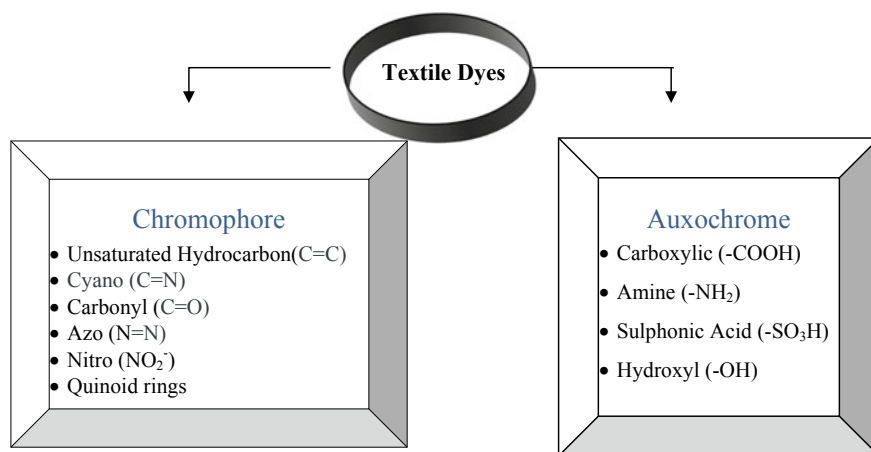 Textile Dyes
Chromophore
• Unsaturated Hydrocarbon(C=C)
• Cyano (C=N)
• Carbonyl (C=O)
• Azo (N=N)
• Nitro (NO₂⁻)
• Quinoid rings
Auxochrome
• Carboxylic (-COOH)
• Amine (-NH₂)
• Sulphonic Acid (-SO₃H)
• Hydroxyl (-OH)